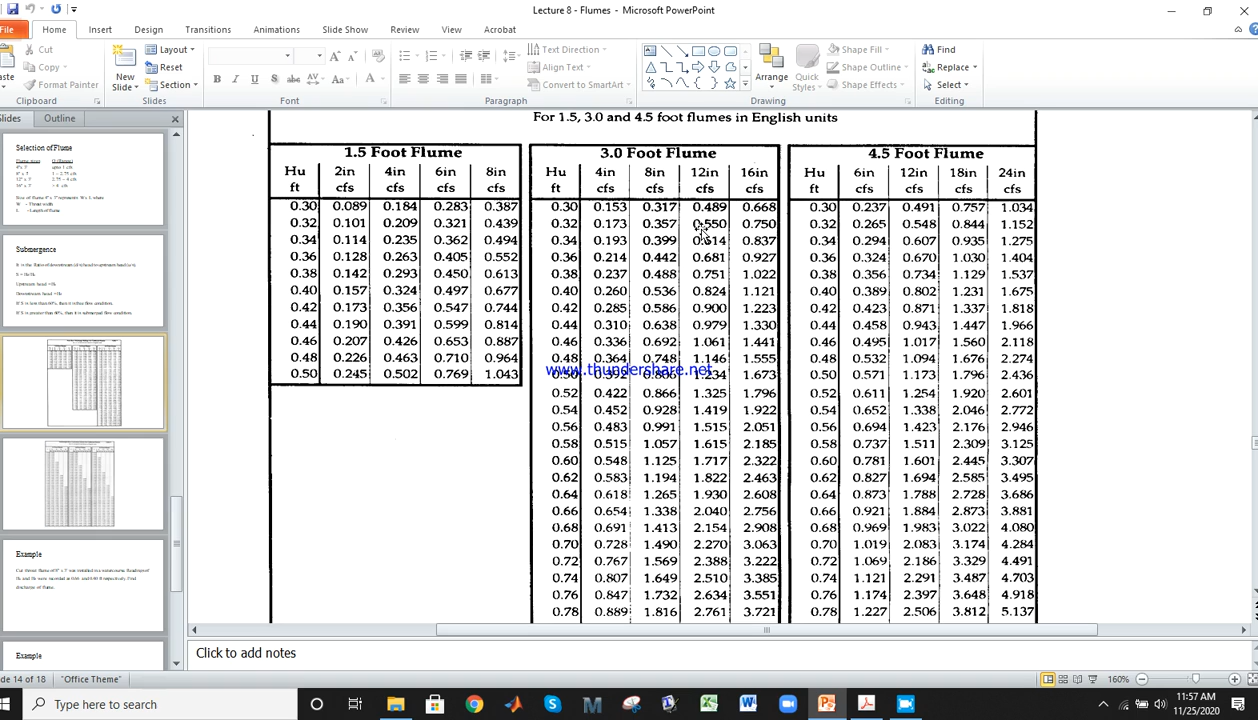 Lecture 8 - Flumes - Microsoft PowerPoint
File Home Insert Design Transitions Animations Slide Show Review View Acrobat
Cut
Copy
Format Painter
Clipboard
New Slide
Layout
Reset
Section
Slides
Font
Text Direction
Align Text
Convert to SmartArt
Paragraph
Arrange
Quick Styles
Shape Fill
Shape Outline
Shape Effects
Drawing
Find
Replace
Select
Editing
Slides Outline
Selection of Flume
Submergence
Example
Example
For 1.5, 3.0 and 4.5 foot flumes in English units
1.5 Foot Flume
Hu 2in 4in 6in 8in
ft cfs cfs cfs cfs
0.30 0.089 0.184 0.283 0.387
0.32 0.101 0.209 0.321 0.439
0.34 0.114 0.235 0.362 0.494
0.36 0.128 0.263 0.405 0.552
0.38 0.142 0.293 0.450 0.613
0.40 0.157 0.324 0.497 0.677
0.42 0.173 0.356 0.547 0.744
0.44 0.190 0.391 0.599 0.814
0.46 0.207 0.426 0.653 0.887
0.48 0.226 0.463 0.710 0.964
0.50 0.245 0.502 0.769 1.043
3.0 Foot Flume
Hu 4in 8in 12in 16in
ft cfs cfs cfs cfs
0.30 0.153 0.317 0.489 0.668
0.32 0.173 0.357 0.550 0.750
0.34 0.193 0.399 0.614 0.837
0.36 0.214 0.442 0.681 0.927
0.38 0.237 0.488 0.751 1.022
0.40 0.260 0.536 0.824 1.121
0.42 0.285 0.586 0.900 1.223
0.44 0.310 0.638 0.979 1.330
0.46 0.336 0.692 1.061 1.441
0.48 0.364 0.748 1.146 1.555
0.50 0.392 0.806 1.234 1.673
0.52 0.422 0.866 1.325 1.796
0.54 0.452 0.928 1.419 1.922
0.56 0.483 0.991 1.515 2.051
0.58 0.515 1.057 1.615 2.185
0.60 0.548 1.125 1.717 2.322
0.62 0.583 1.194 1.822 2.463
0.64 0.618 1.265 1.930 2.608
0.66 0.654 1.338 2.040 2.756
0.68 0.691 1.413 2.154 2.908
0.70 0.728 1.490 2.270 3.063
0.72 0.767 1.569 2.388 3.222
0.74 0.807 1.649 2.510 3.385
0.76 0.847 1.732 2.634 3.551
0.78 0.889 1.816 2.761 3.721
4.5 Foot Flume
Hu 6in 12in 18in 24in
ft cfs cfs cfs cfs
0.30 0.237 0.491 0.757 1.034
0.32 0.265 0.548 0.844 1.152
0.34 0.294 0.607 0.935 1.275
0.36 0.324 0.670 1.030 1.404
0.38 0.356 0.734 1.129 1.537
0.40 0.389 0.802 1.231 1.675
0.42 0.423 0.871 1.337 1.818
0.44 0.458 0.943 1.447 1.966
0.46 0.495 1.017 1.560 2.118
0.48 0.532 1.094 1.676 2.274
0.50 0.571 1.173 1.796 2.436
0.52 0.611 1.254 1.920 2.601
0.54 0.652 1.338 2.046 2.772
0.56 0.694 1.423 2.176 2.946
0.58 0.737 1.511 2.309 3.125
0.60 0.781 1.601 2.445 3.307
0.62 0.827 1.694 2.585 3.495
0.64 0.873 1.788 2.728 3.686
0.66 0.921 1.884 2.873 3.881
0.68 0.969 1.983 3.022 4.080
0.70 1.019 2.083 3.174 4.284
0.72 1.069 2.186 3.329 4.491
0.74 1.121 2.291 3.487 4.703
0.76 1.174 2.397 3.648 4.918
0.78 1.227 2.506 3.812 5.137
www.thundershare.net
Click to add notes
14 of 18 "Office Theme" 160%
Type here to search
11:57 AM
11/25/2020